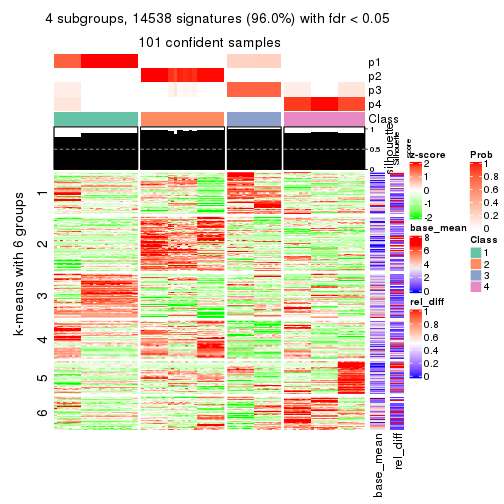 4 subgroups, 14538 signatures (96.0%) with fdr < 0.05
101 confident samples
p1
p2
p3
p4
Class
1
0.5
0
silhouette
Silhouette
score
k-means with 6 groups
1
2
3
4
5
6
base_mean
rel_diff
z-score
2
1
0
-1
-2
base_mean
8
6
4
2
0
rel_diff
1
0.8
0.6
0.4
0.2
0
Prob
1
0.8
0.6
0.4
0.2
0
Class
1
2
3
4